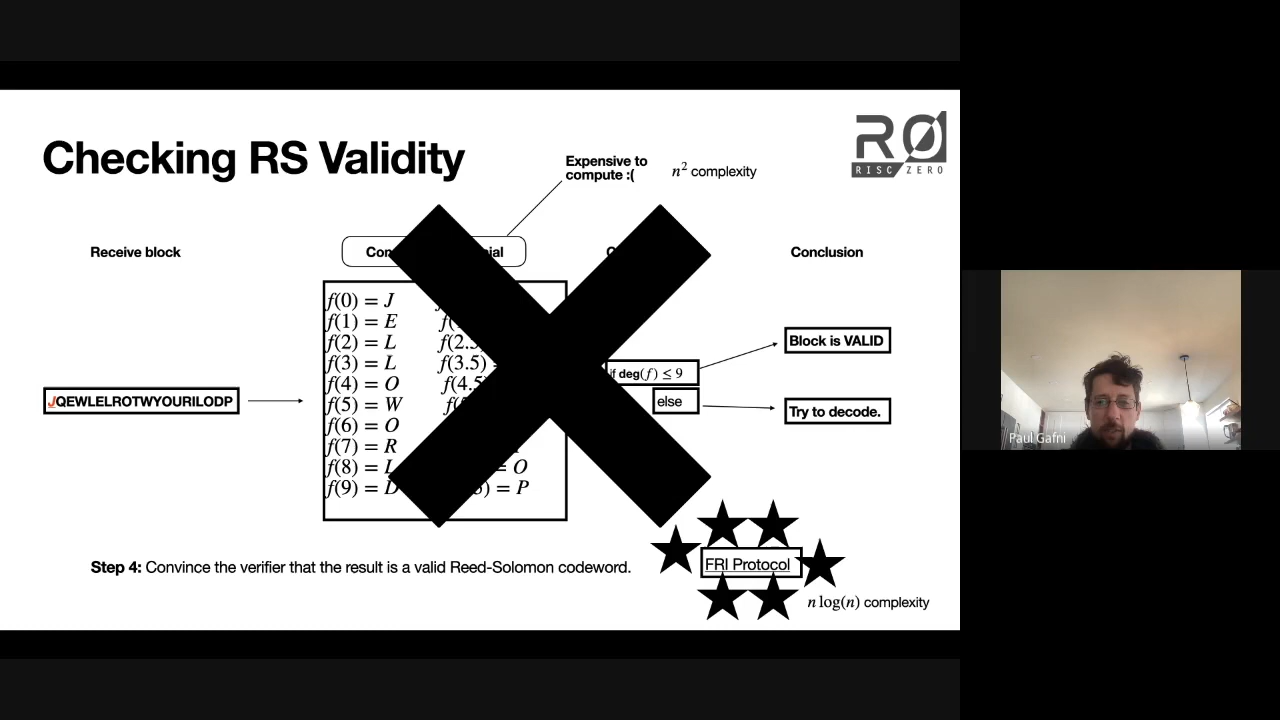 Checking RS Validity
Expensive to
compute :(
n² complexity
RØ
RISC ZERO
Receive block
Conclusion
f(0) = J
f(1) = E
f(2) = L
f(3) = L
f(3.5)
f(4) = O
f(4.5)
f(5) = W
f(6) = O
f(7) = R
f(8) = L
= O
f(9) = D
) = P
JQEWLELROTWYOURILODP
if deg(f) ≤ 9
else
Block is VALID
Try to decode.
Step 4: Convince the verifier that the result is a valid Reed-Solomon codeword.
FRI Protocol
n log(n) complexity
Paul Gafni